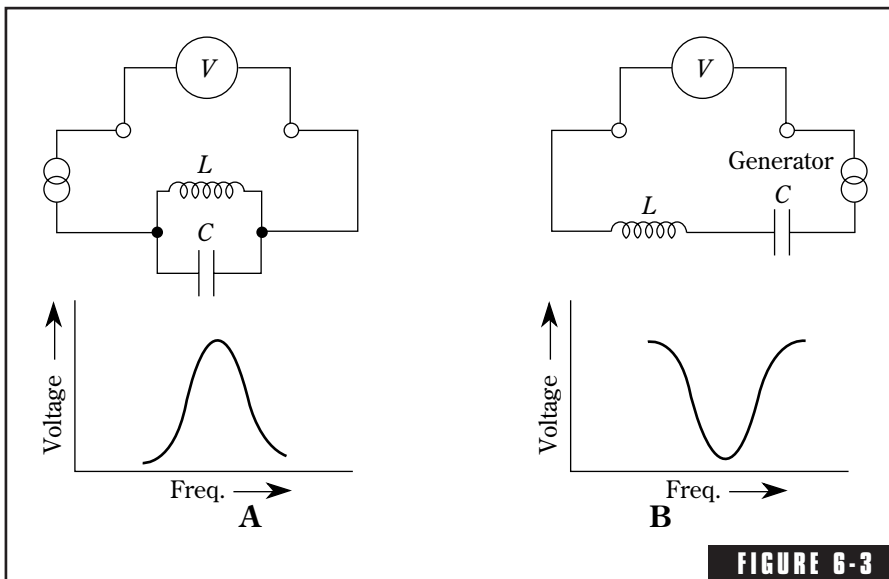 V
L
C
Voltage
Freq.
A
V
Generator
C
L
Voltage
Freq.
B
FIGURE 6-3